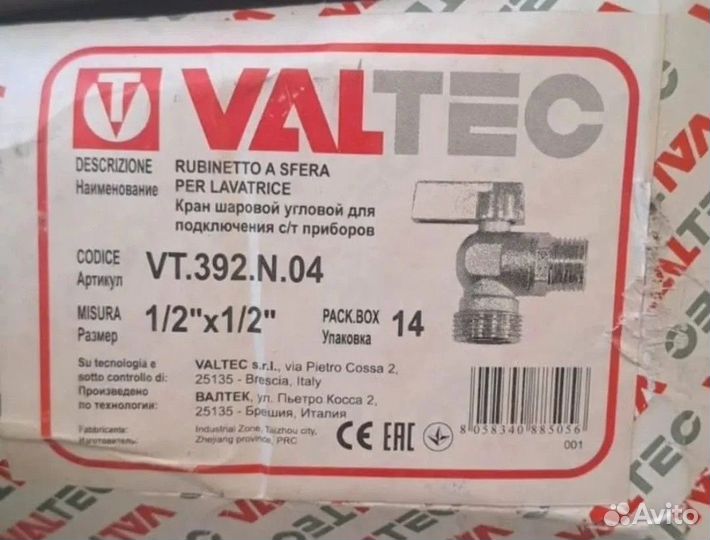 VALTEC
DESCRIZIONE RUBINETTO A SFERA
Наименование PER LAVATRICE
Кран шаровой угловой для
подключения с/т приборов
CODICE
Артикул VT.392.N.04
MISURA
Размер 1/2"x1/2"
PACK.BOX
Упаковка 14
Su tecnologia e
sotto controllo di:
Произведено
по технологии:
VALTEC s.r.l., via Pietro Cossa 2,
25135 - Brescia, Italy
ВАЛТЕК, ул. Пьетро Косса 2,
25135 - Брешия, Италия
Fabbricante:
Изготовитель:
Industrial Zone, Taizhou city,
Zhejiang province, PRC
CE EAC
8 058340 885056
001
VALTEC
Avito